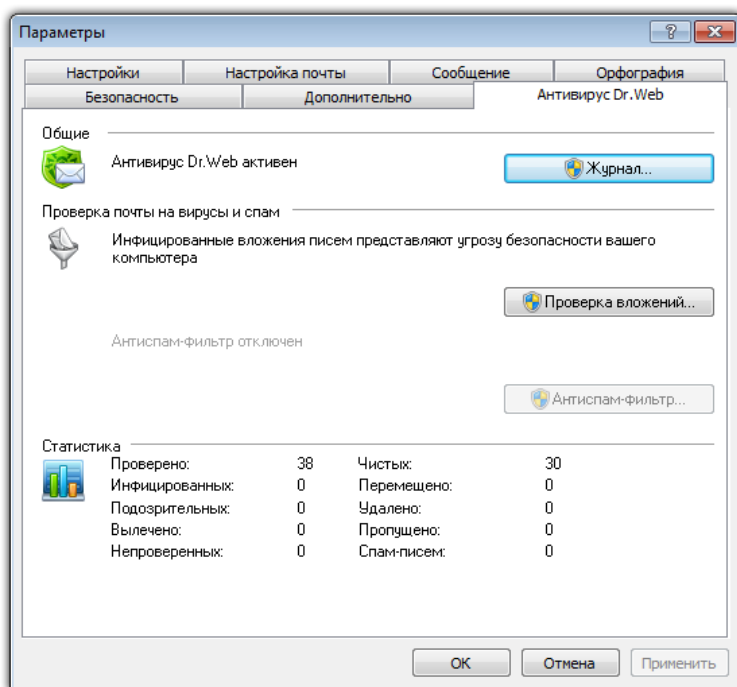 Параметры
Настройки Настройка почты Сообщение Орфография
Безопасность Дополнительно Антивирус Dr.Web
Общие
Антивирус Dr.Web активен
Журнал...
Проверка почты на вирусы и спам
Инфицированные вложения писем представляют угрозу безопасности вашего
компьютера
Проверка вложений...
Антиспам-фильтр отключен
Антиспам-фильтр...
Статистика
Проверено: 38 Чистых: 30
Инфицированных: 0 Перемещено: 0
Подозрительных: 0 Удалено: 0
Вылечено: 0 Пропущено: 0
Непроверенных: 0 Спам-писем: 0
ОК Отмена Применить